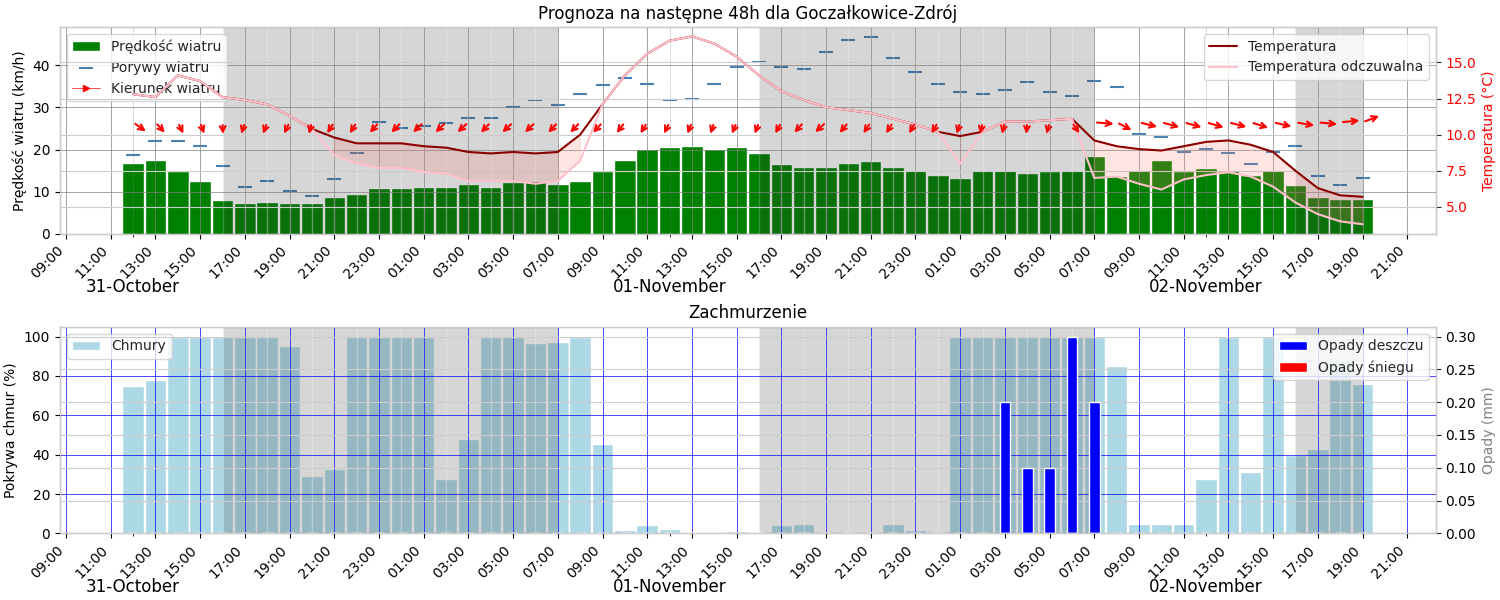 Prognoza na następne 48h dla Goczałkowice-Zdrój
Prędkość wiatru
Porywy wiatru
Kierunek wiatru
Temperatura
Temperatura odczuwalna
Prędkość wiatru (km/h)
40
30
20
10
0
Temperatura (°C)
15.0
12.5
10.0
7.5
5.0
09:00 11:00 13:00 15:00 17:00 19:00 21:00 23:00 01:00 03:00 05:00 07:00 09:00 11:00 13:00 15:00 17:00 19:00 21:00 23:00 01:00 03:00 05:00 07:00 09:00 11:00 13:00 15:00 17:00 19:00 21:00
31-October 01-November 02-November
Zachmurzenie
Chmury
Opady deszczu
Opady śniegu
Pokrywa chmur (%)
100
80
60
40
20
0
Opady (mm)
0.30
0.25
0.20
0.15
0.10
0.05
0.00
09:00 11:00 13:00 15:00 17:00 19:00 21:00 23:00 01:00 03:00 05:00 07:00 09:00 11:00 13:00 15:00 17:00 19:00 21:00 23:00 01:00 03:00 05:00 07:00 09:00 11:00 13:00 15:00 17:00 19:00 21:00
31-October 01-November 02-November